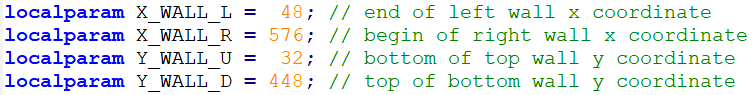 localparam X_WALL_L =  48; // end of left wall x coordinate
localparam X_WALL_R = 576; // begin of right wall x coordinate
localparam Y_WALL_U =  32; // bottom of top wall y coordinate
localparam Y_WALL_D = 448; // top of bottom wall y coordinate